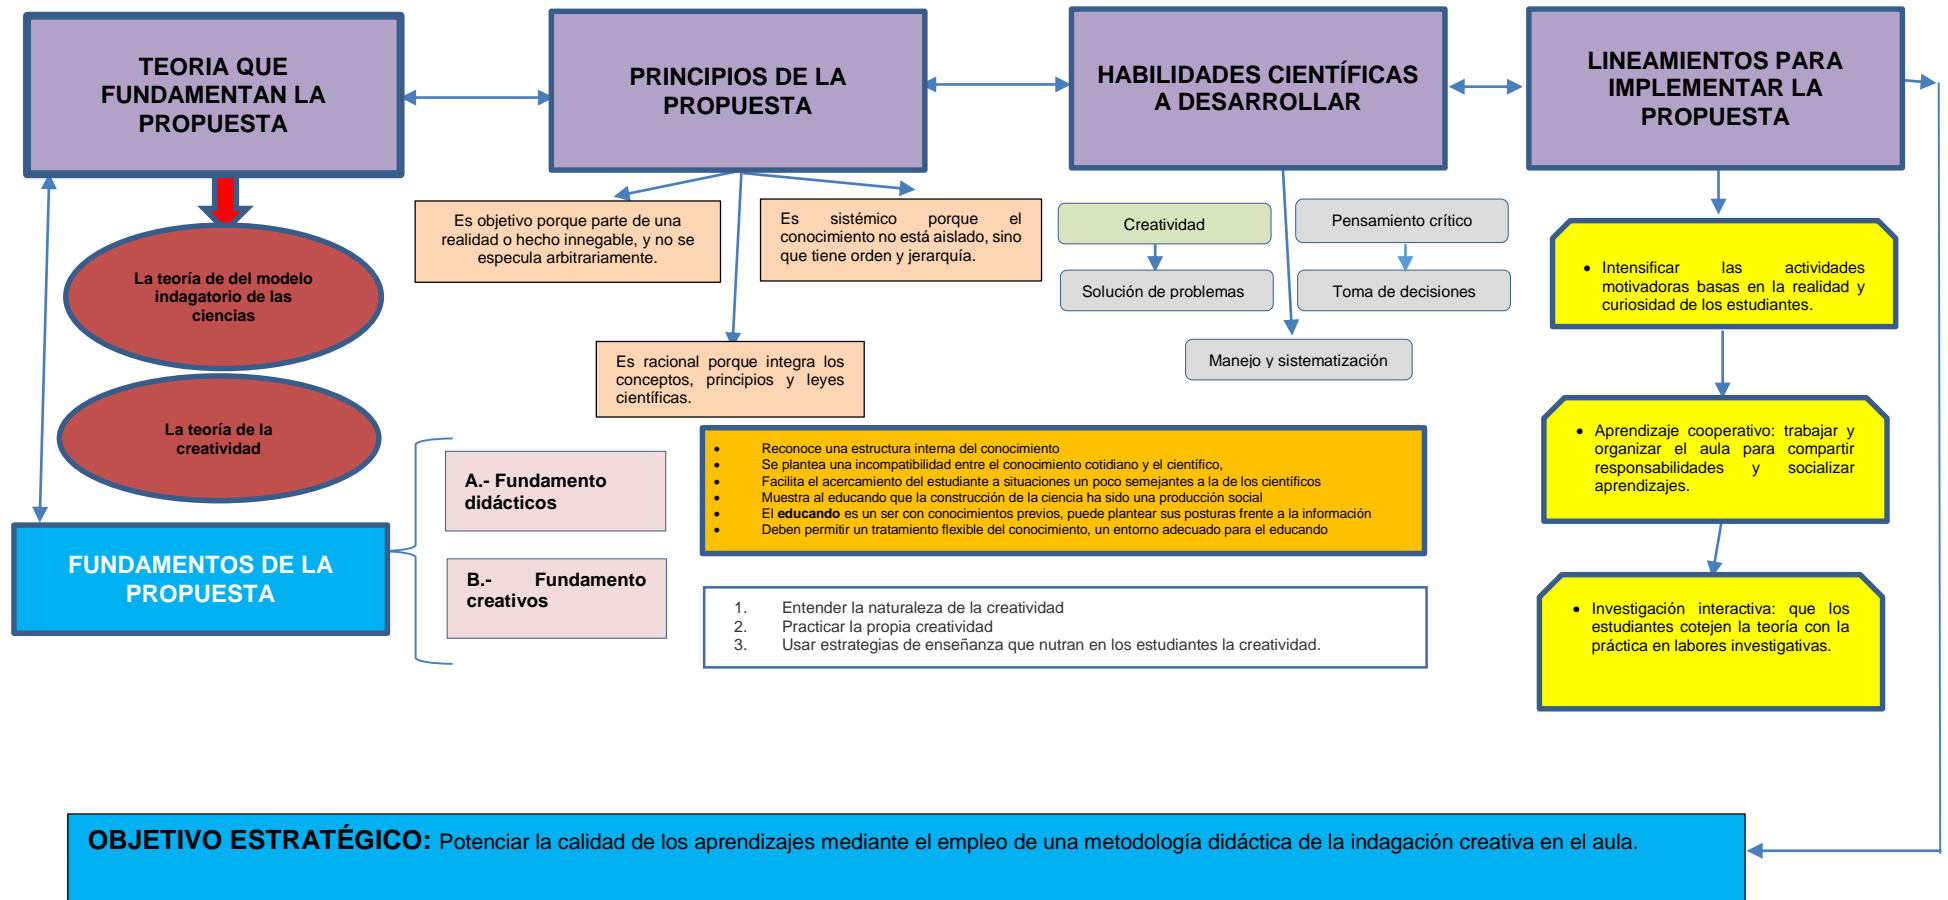 TEORIA QUE
FUNDAMENTAN LA
PROPUESTA
PRINCIPIOS DE LA
PROPUESTA
HABILIDADES CIENTÍFICAS
A DESARROLLAR
LINEAMIENTOS PARA
IMPLEMENTAR LA
PROPUESTA
La teoría de del modelo
indagatorio de las
ciencias
La teoría de la
creatividad
Es objetivo porque parte de una
realidad o hecho innegable, y no se
especula arbitrariamente.
Es sistémico porque el
conocimiento no está aislado, sino
que tiene orden y jerarquía.
Es racional porque integra los
conceptos, principios y leyes
científicas.
Creatividad
Pensamiento crítico
Solución de problemas
Toma de decisiones
Manejo y sistematización
• Intensificar las actividades
motivadoras basas en la realidad y
curiosidad de los estudiantes.
• Aprendizaje cooperativo: trabajar y
organizar el aula para compartir
responsabilidades y socializar
aprendizajes.
• Investigación interactiva: que los
estudiantes cotejen la teoría con la
práctica en labores investigativas.
FUNDAMENTOS DE LA
PROPUESTA
A.- Fundamento
didácticos
B.- Fundamento
creativos
• Reconoce una estructura interna del conocimiento
• Se plantea una incompatibilidad entre el conocimiento cotidiano y el científico,
• Facilita el acercamiento del estudiante a situaciones un poco semejantes a la de los científicos
• Muestra al educando que la construcción de la ciencia ha sido una producción social
• El educando es un ser con conocimientos previos, puede plantear sus posturas frente a la información
• Deben permitir un tratamiento flexible del conocimiento, un entorno adecuado para el educando
1. Entender la naturaleza de la creatividad
2. Practicar la propia creatividad
3. Usar estrategias de enseñanza que nutran en los estudiantes la creatividad.
OBJETIVO ESTRATÉGICO: Potenciar la calidad de los aprendizajes mediante el empleo de una metodología didáctica de la indagación creativa en el aula.